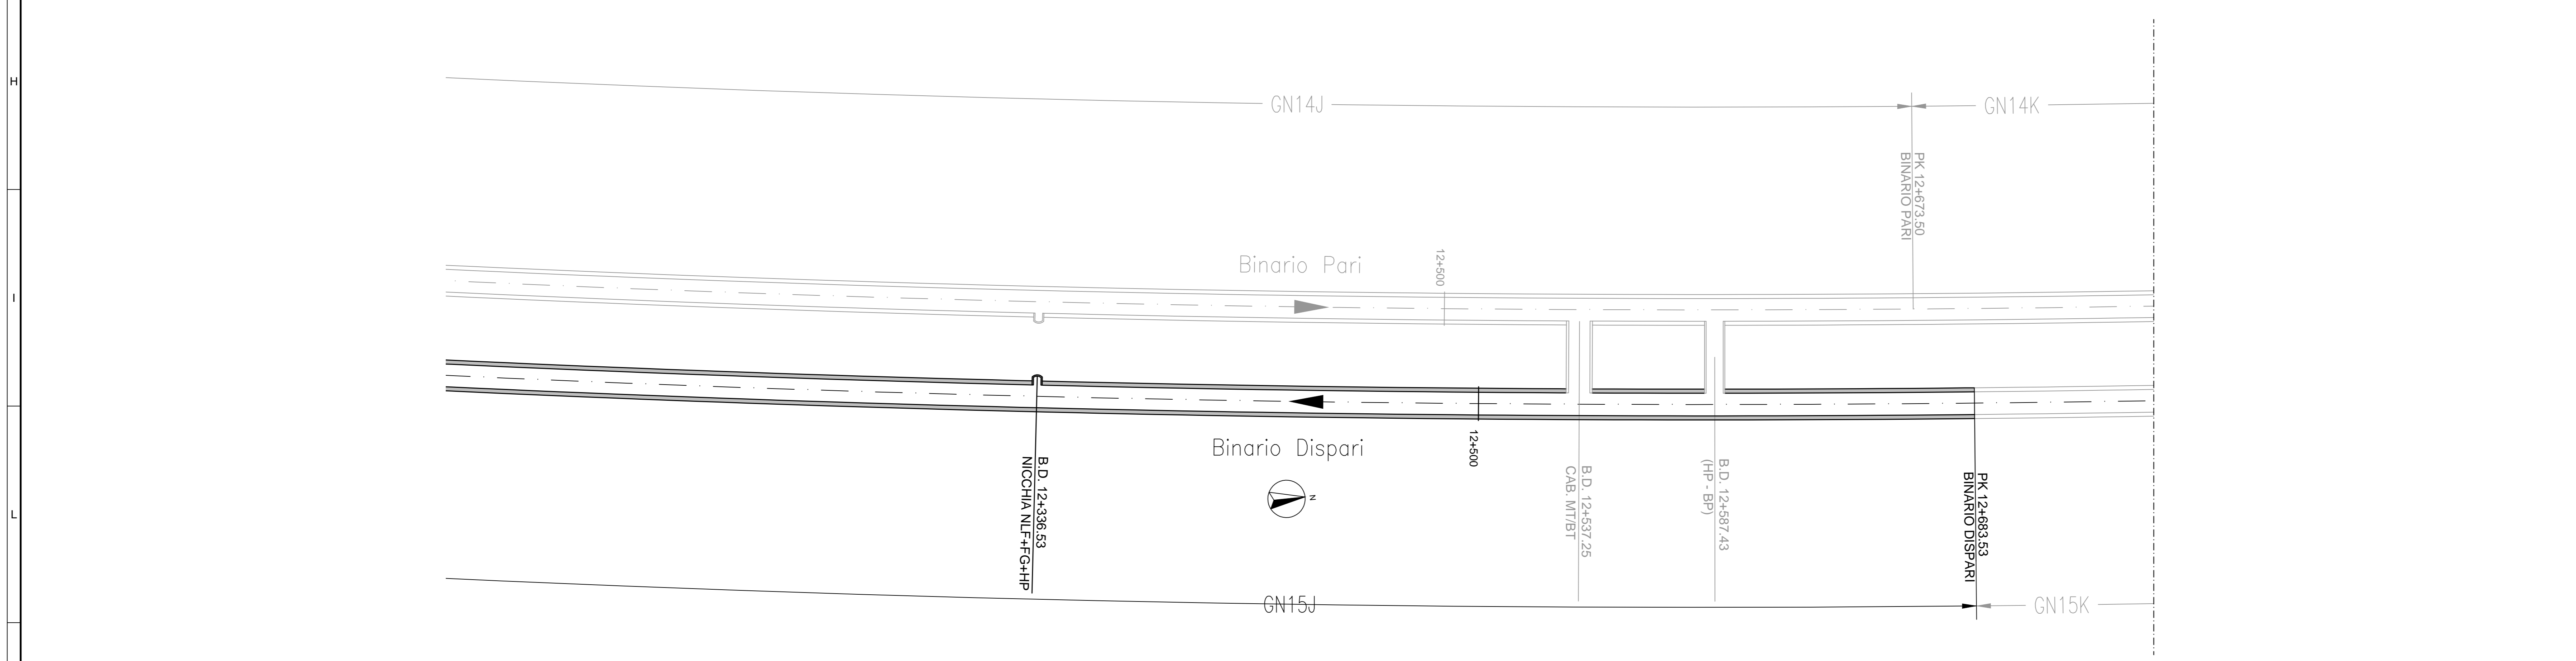 H
GN14J
GN14K
PK 12+673.50
BINARIO PARI
Binario Pari
12+500
I
Binario Dispari
12+500
N
B.D. 12+336.53
NICCHIA NLF+FG+HP
B.D. 12+537.25
CAB. MT/BT
B.D. 12+587.43
(HP - BP)
PK 12+683.53
BINARIO DISPARI
L
GN15J
GN15K